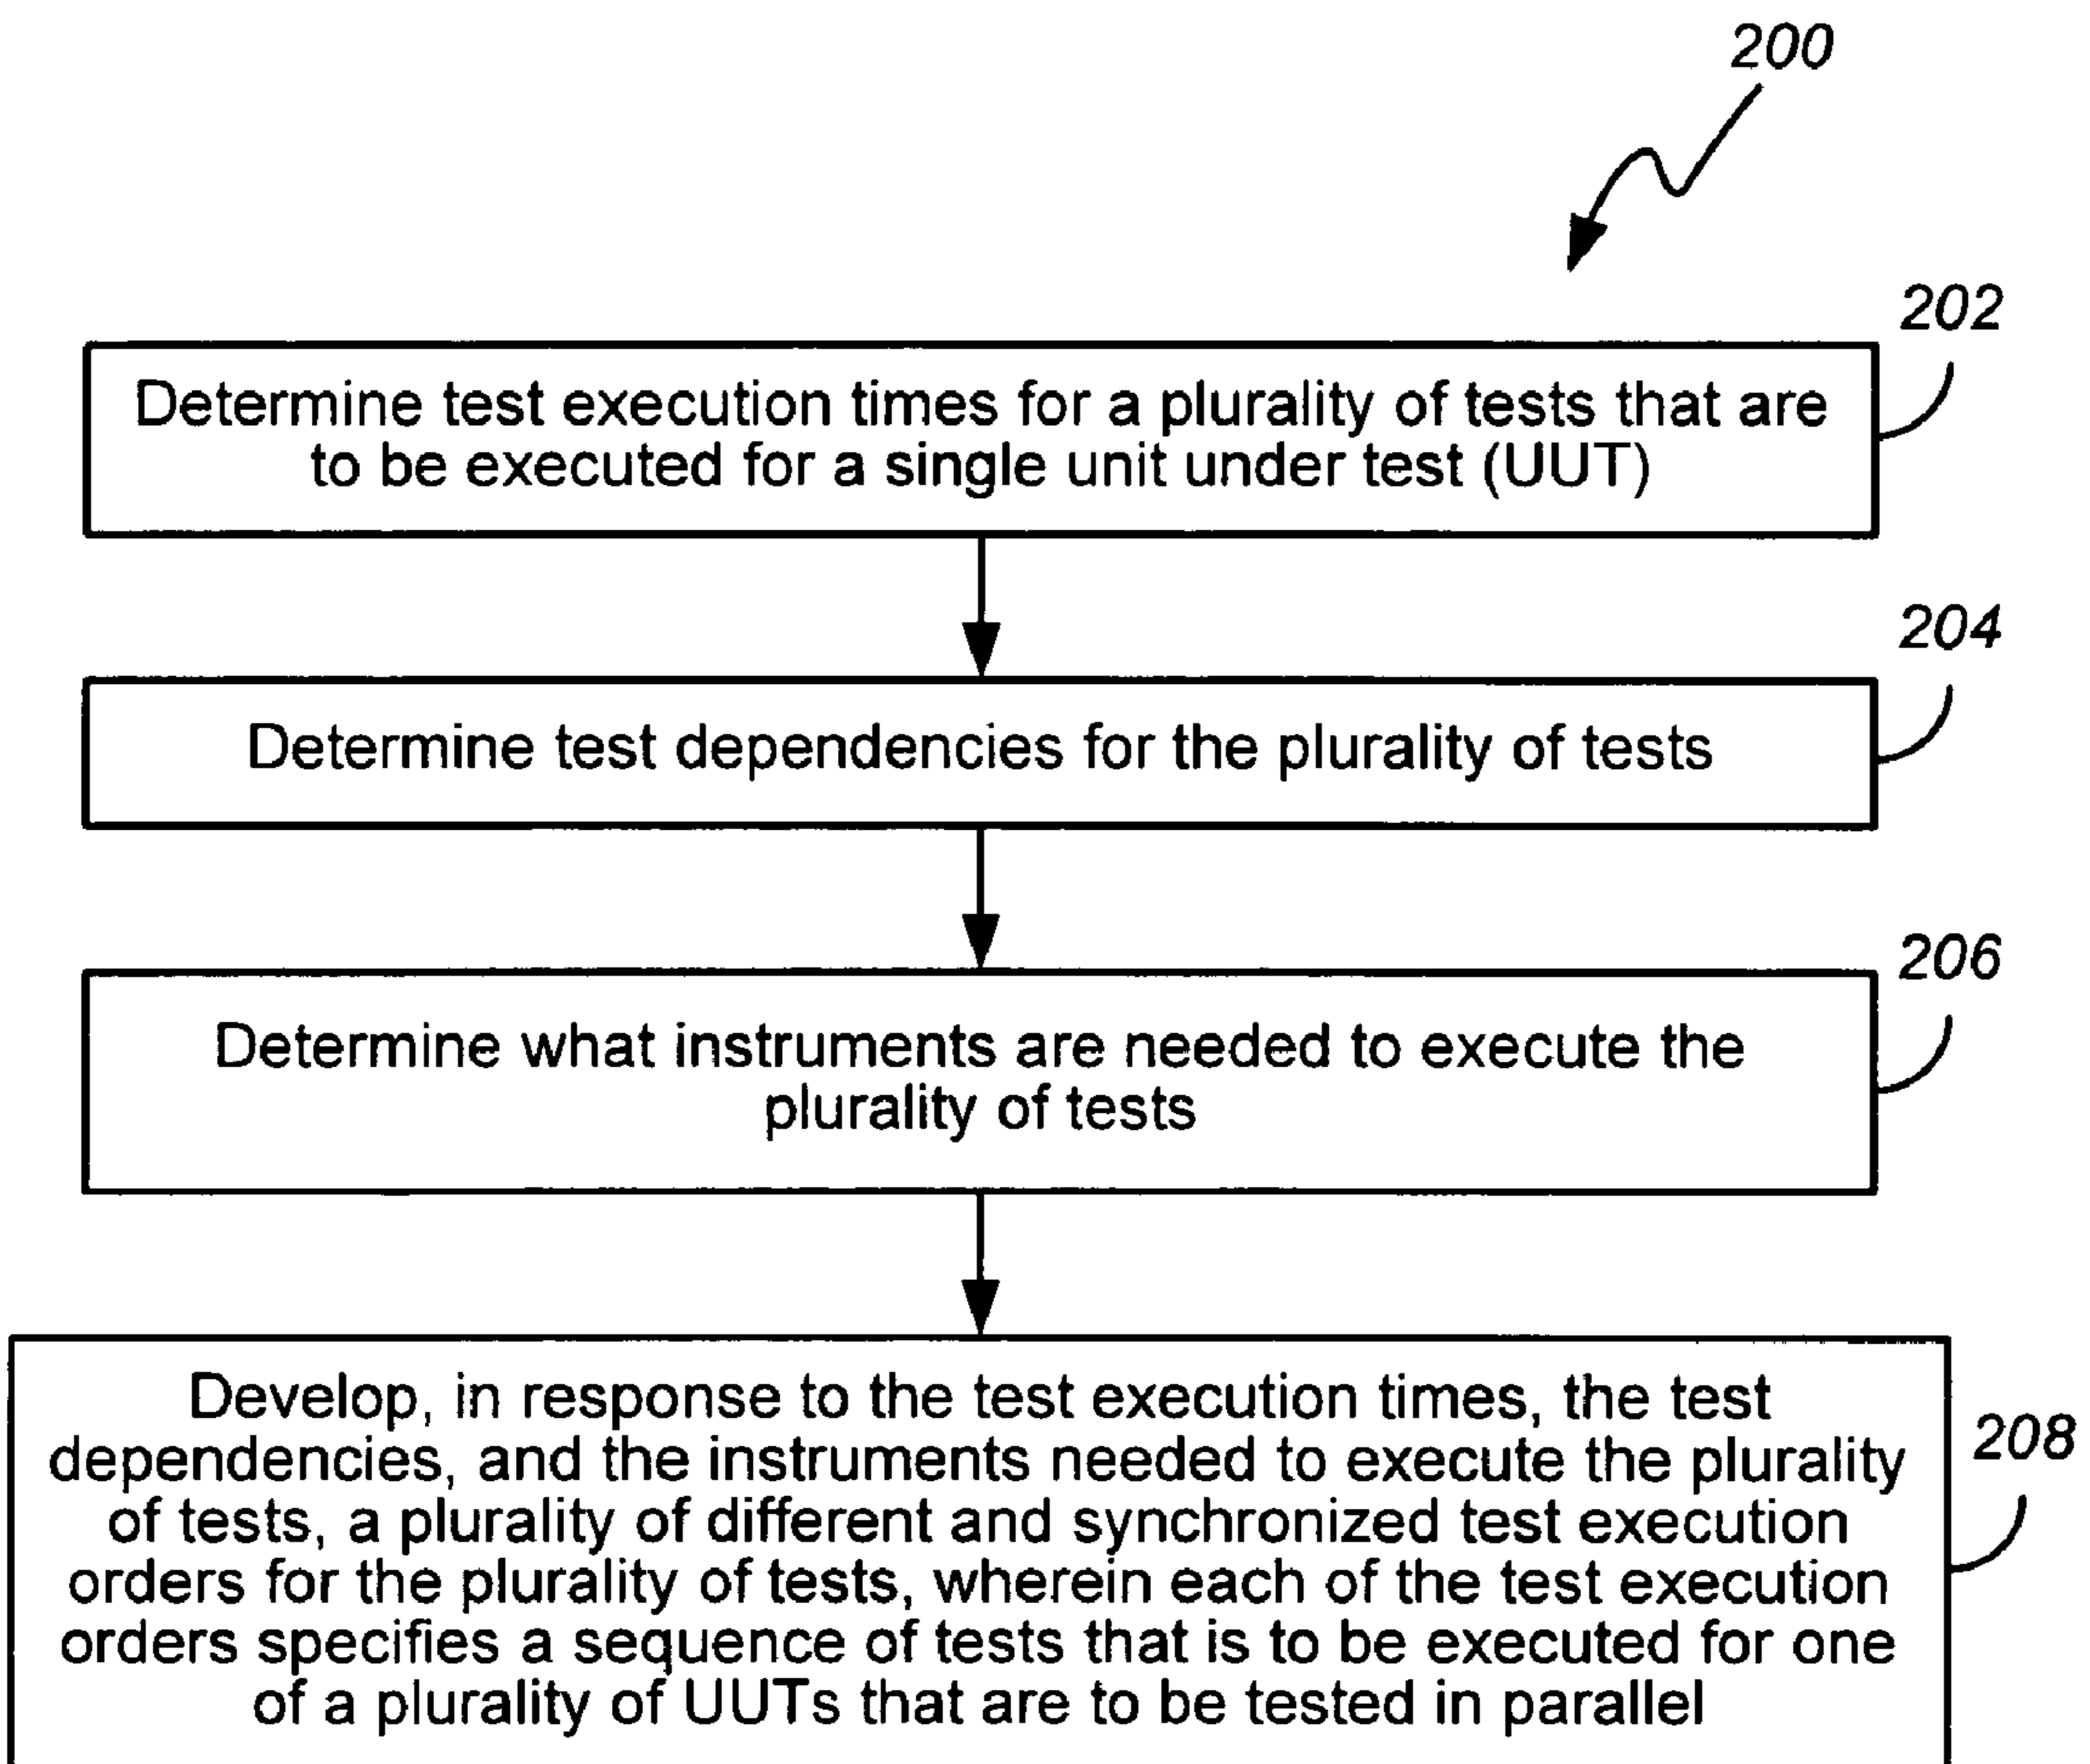 200
202
Determine test execution times for a plurality of tests that are
to be executed for a single unit under test (UUT)
204
Determine test dependencies for the plurality of tests
206
Determine what instruments are needed to execute the
plurality of tests
Develop, in response to the test execution times, the test
dependencies, and the instruments needed to execute the plurality
of tests, a plurality of different and synchronized test execution
orders for the plurality of tests, wherein each of the test execution
orders specifies a sequence of tests that is to be executed for one
of a plurality of UUTs that are to be tested in parallel
208